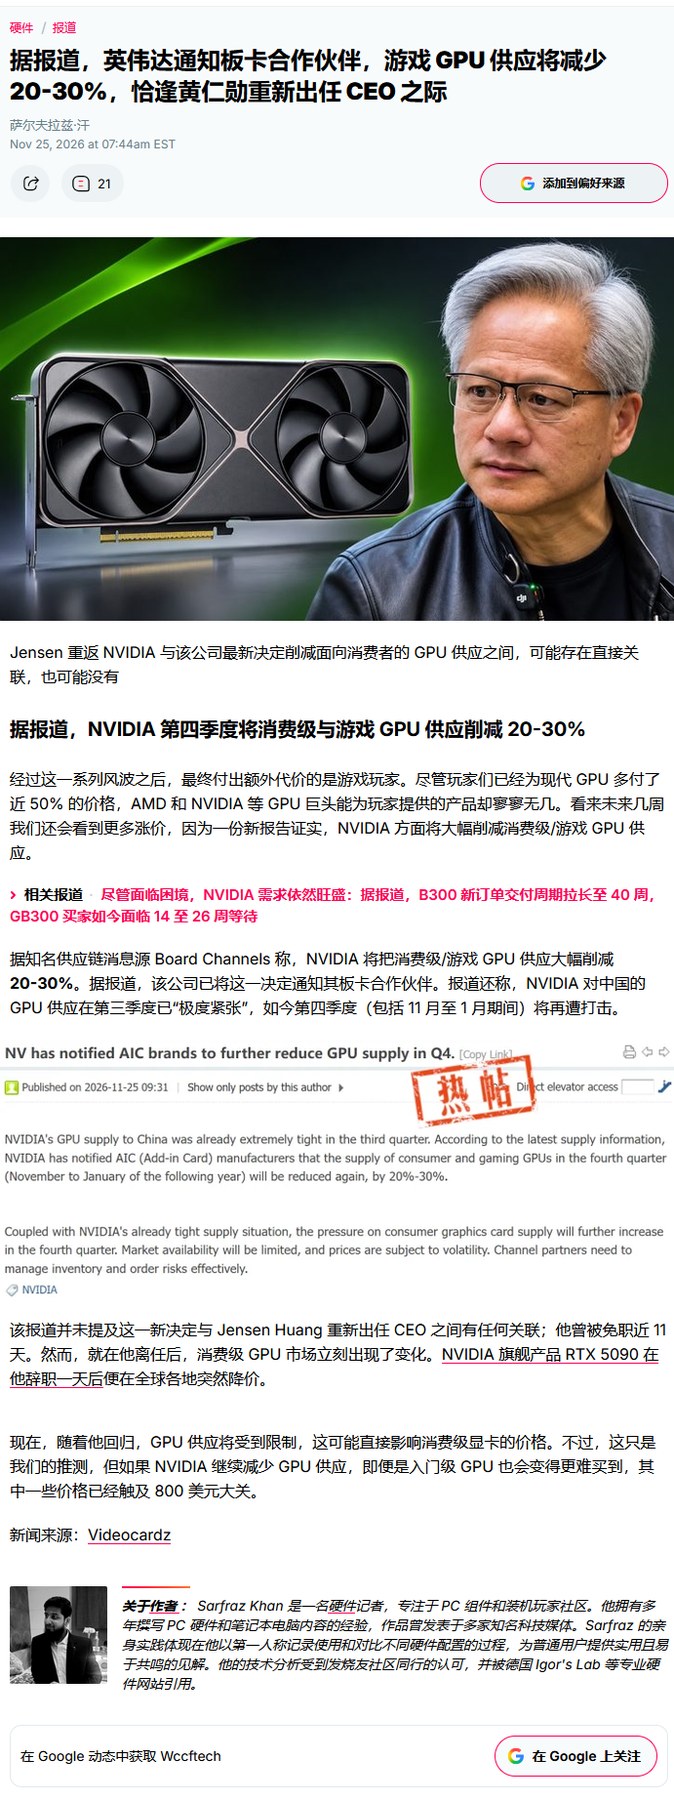 硬件 / 报道
据报道，英伟达通知板卡合作伙伴，游戏 GPU 供应将减少
20-30%，恰逢黄仁勋重新出任 CEO 之际
萨尔夫拉兹·汗
Nov 25, 2026 at 07:44am EST
21
添加到偏好来源
dji
Jensen 重返 NVIDIA 与该公司最新决定削减面向消费者的 GPU 供应之间，可能存在直接关
联，也可能没有
据报道，NVIDIA 第四季度将消费级与游戏 GPU 供应削减 20-30%
经过这一系列风波之后，最终付出额外代价的是游戏玩家。尽管玩家们已经为现代 GPU 多付了
近 50% 的价格，AMD 和 NVIDIA 等 GPU 巨头能为玩家提供的产品却寥寥无几。看来未来几周
我们还会看到更多涨价，因为一份新报告证实，NVIDIA 方面将大幅削减消费级/游戏 GPU 供
应。
相关报道 · 尽管面临困境，NVIDIA 需求依然旺盛：据报道，B300 新订单交付周期拉长至 40 周，
GB300 买家如今面临 14 至 26 周等待
据知名供应链消息源 Board Channels 称，NVIDIA 将把消费级/游戏 GPU 供应大幅削减
20-30%。据报道，该公司已将这一决定通知其板卡合作伙伴。报道还称，NVIDIA 对中国的
GPU 供应在第三季度已“极度紧张”，如今第四季度（包括 11 月至 1 月期间）将再遭打击。
NV has notified AIC brands to further reduce GPU supply in Q4. [Copy Link]
Published on 2026-11-25 09:31 | Show only posts by this author
热帖
Direct elevator access
NVIDIA's GPU supply to China was already extremely tight in the third quarter. According to the latest supply information,
NVIDIA has notified AIC (Add-in Card) manufacturers that the supply of consumer and gaming GPUs in the fourth quarter
(November to January of the following year) will be reduced again, by 20%-30%.
Coupled with NVIDIA's already tight supply situation, the pressure on consumer graphics card supply will further increase
in the fourth quarter. Market availability will be limited, and prices are subject to volatility. Channel partners need to
manage inventory and order risks effectively.
NVIDIA
该报道并未提及这一新决定与 Jensen Huang 重新出任 CEO 之间有任何关联；他曾被免职近 11
天。然而，就在他离任后，消费级 GPU 市场立刻出现了变化。NVIDIA 旗舰产品 RTX 5090 在
他辞职一天后便在全球各地突然降价。
现在，随着他回归，GPU 供应将受到限制，这可能直接影响消费级显卡的价格。不过，这只是
我们的推测，但如果 NVIDIA 继续减少 GPU 供应，即便是入门级 GPU 也会变得更难买到，其
中一些价格已经触及 800 美元大关。
新闻来源：Videocardz
关于作者： Sarfraz Khan 是一名硬件记者，专注于 PC 组件和装机玩家社区。他拥有多
年撰写 PC 硬件和笔记本电脑内容的经验，作品曾发表于多家知名科技媒体。Sarfraz 的亲
身实践体现在他以第一人称记录使用和对比不同硬件配置的过程，为普通用户提供实用且易
于共鸣的见解。他的技术分析受到发烧友社区同行的认可，并被德国 Igor's Lab 等专业硬
件网站引用。
在 Google 动态中获取 Wccftech
在 Google 上关注